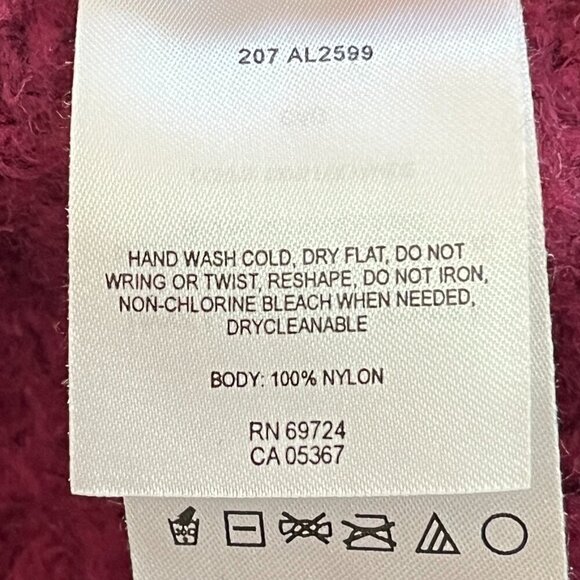 207 AL2599
HAND WASH COLD, DRY FLAT, DO NOT
WRING OR TWIST, RESHAPE, DO NOT IRON,
NON-CHLORINE BLEACH WHEN NEEDED,
DRYCLEANABLE
BODY: 100% NYLON
RN 69724
CA 05367